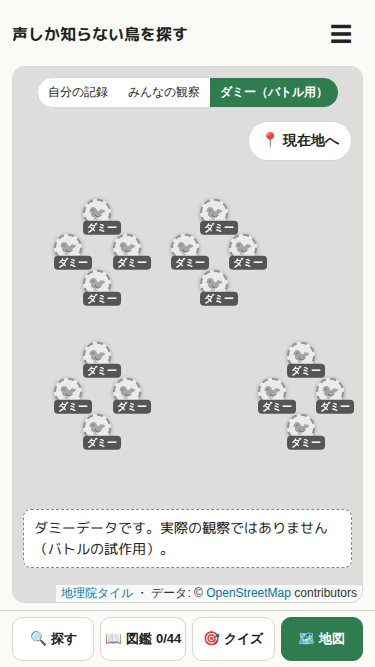 声しか知らない鳥を探す
自分の記録 みんなの観察 ダミー（バトル用）
現在地へ
ダミー ダミー
ダミー ダミー ダミー ダミー
ダミー ダミー
ダミー ダミー
ダミー ダミー ダミー ダミー
ダミー ダミー
ダミーデータです。実際の観察ではありません
（バトルの試作用）。
地理院タイル ・ データ: © OpenStreetMap contributors
探す 図鑑 0/44 クイズ 地図